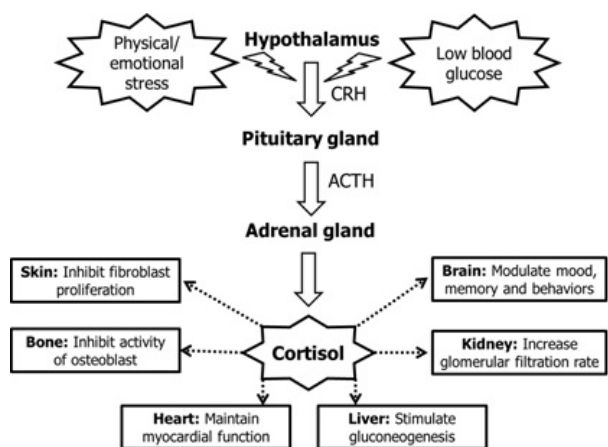 Physical/
emotional
stress
Hypothalamus
Low blood
glucose
CRH
Pituitary gland
ACTH
Adrenal gland
Skin: Inhibit fibroblast
proliferation
Brain: Modulate mood,
memory and behaviors
Bone: Inhibit activity
of osteoblast
Cortisol
Kidney: Increase
glomerular filtration rate
Heart: Maintain
myocardial function
Liver: Stimulate
gluconeogenesis